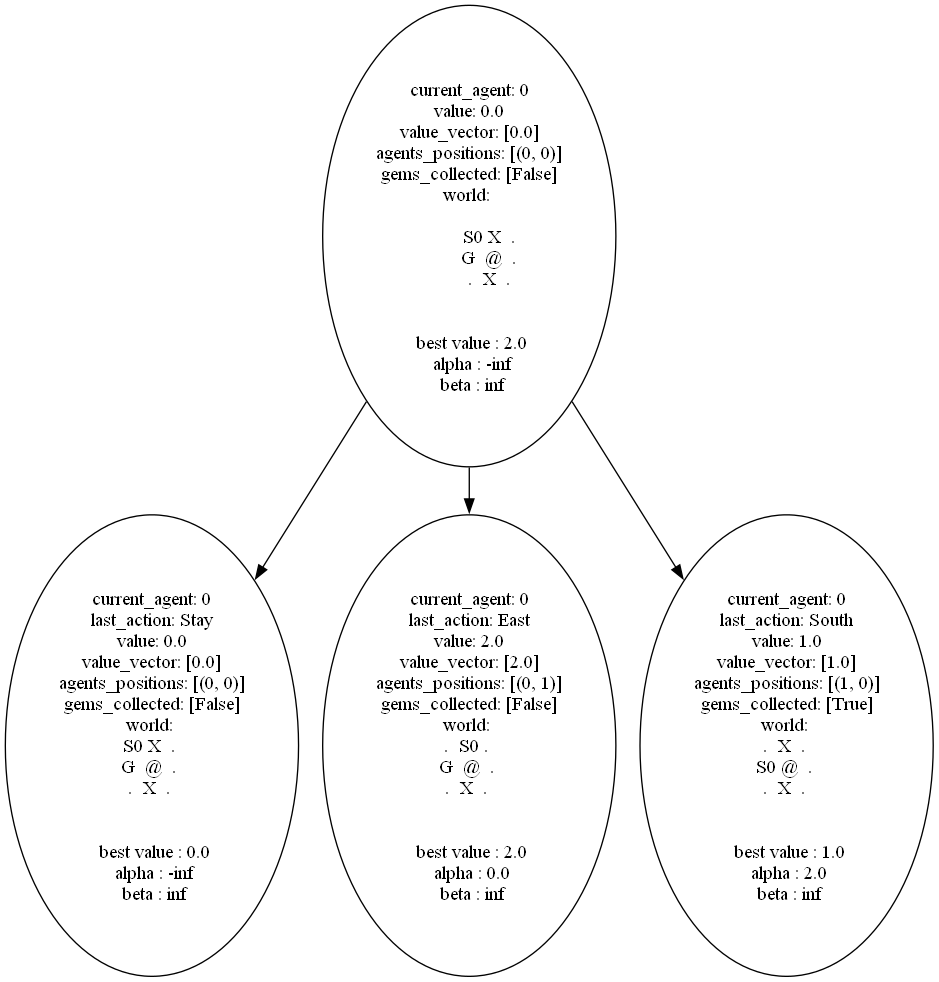 current_agent: 0
value: 0.0
value_vector: [0.0]
agents_positions: [(0, 0)]
gems_collected: [False]
world:
S0 X .
G @ .
. X .
best value : 2.0
alpha : -inf
beta : inf
current_agent: 0
last_action: Stay
value: 0.0
value_vector: [0.0]
agents_positions: [(0, 0)]
gems_collected: [False]
world:
S0 X .
G @ .
. X .
best value : 0.0
alpha : -inf
beta : inf
current_agent: 0
last_action: East
value: 2.0
value_vector: [2.0]
agents_positions: [(0, 1)]
gems_collected: [False]
world:
. S0 .
G @ .
. X .
best value : 2.0
alpha : 0.0
beta : inf
current_agent: 0
last_action: South
value: 1.0
value_vector: [1.0]
agents_positions: [(1, 0)]
gems_collected: [True]
world:
. X .
S0 @ .
. X .
best value : 1.0
alpha : 2.0
beta : inf